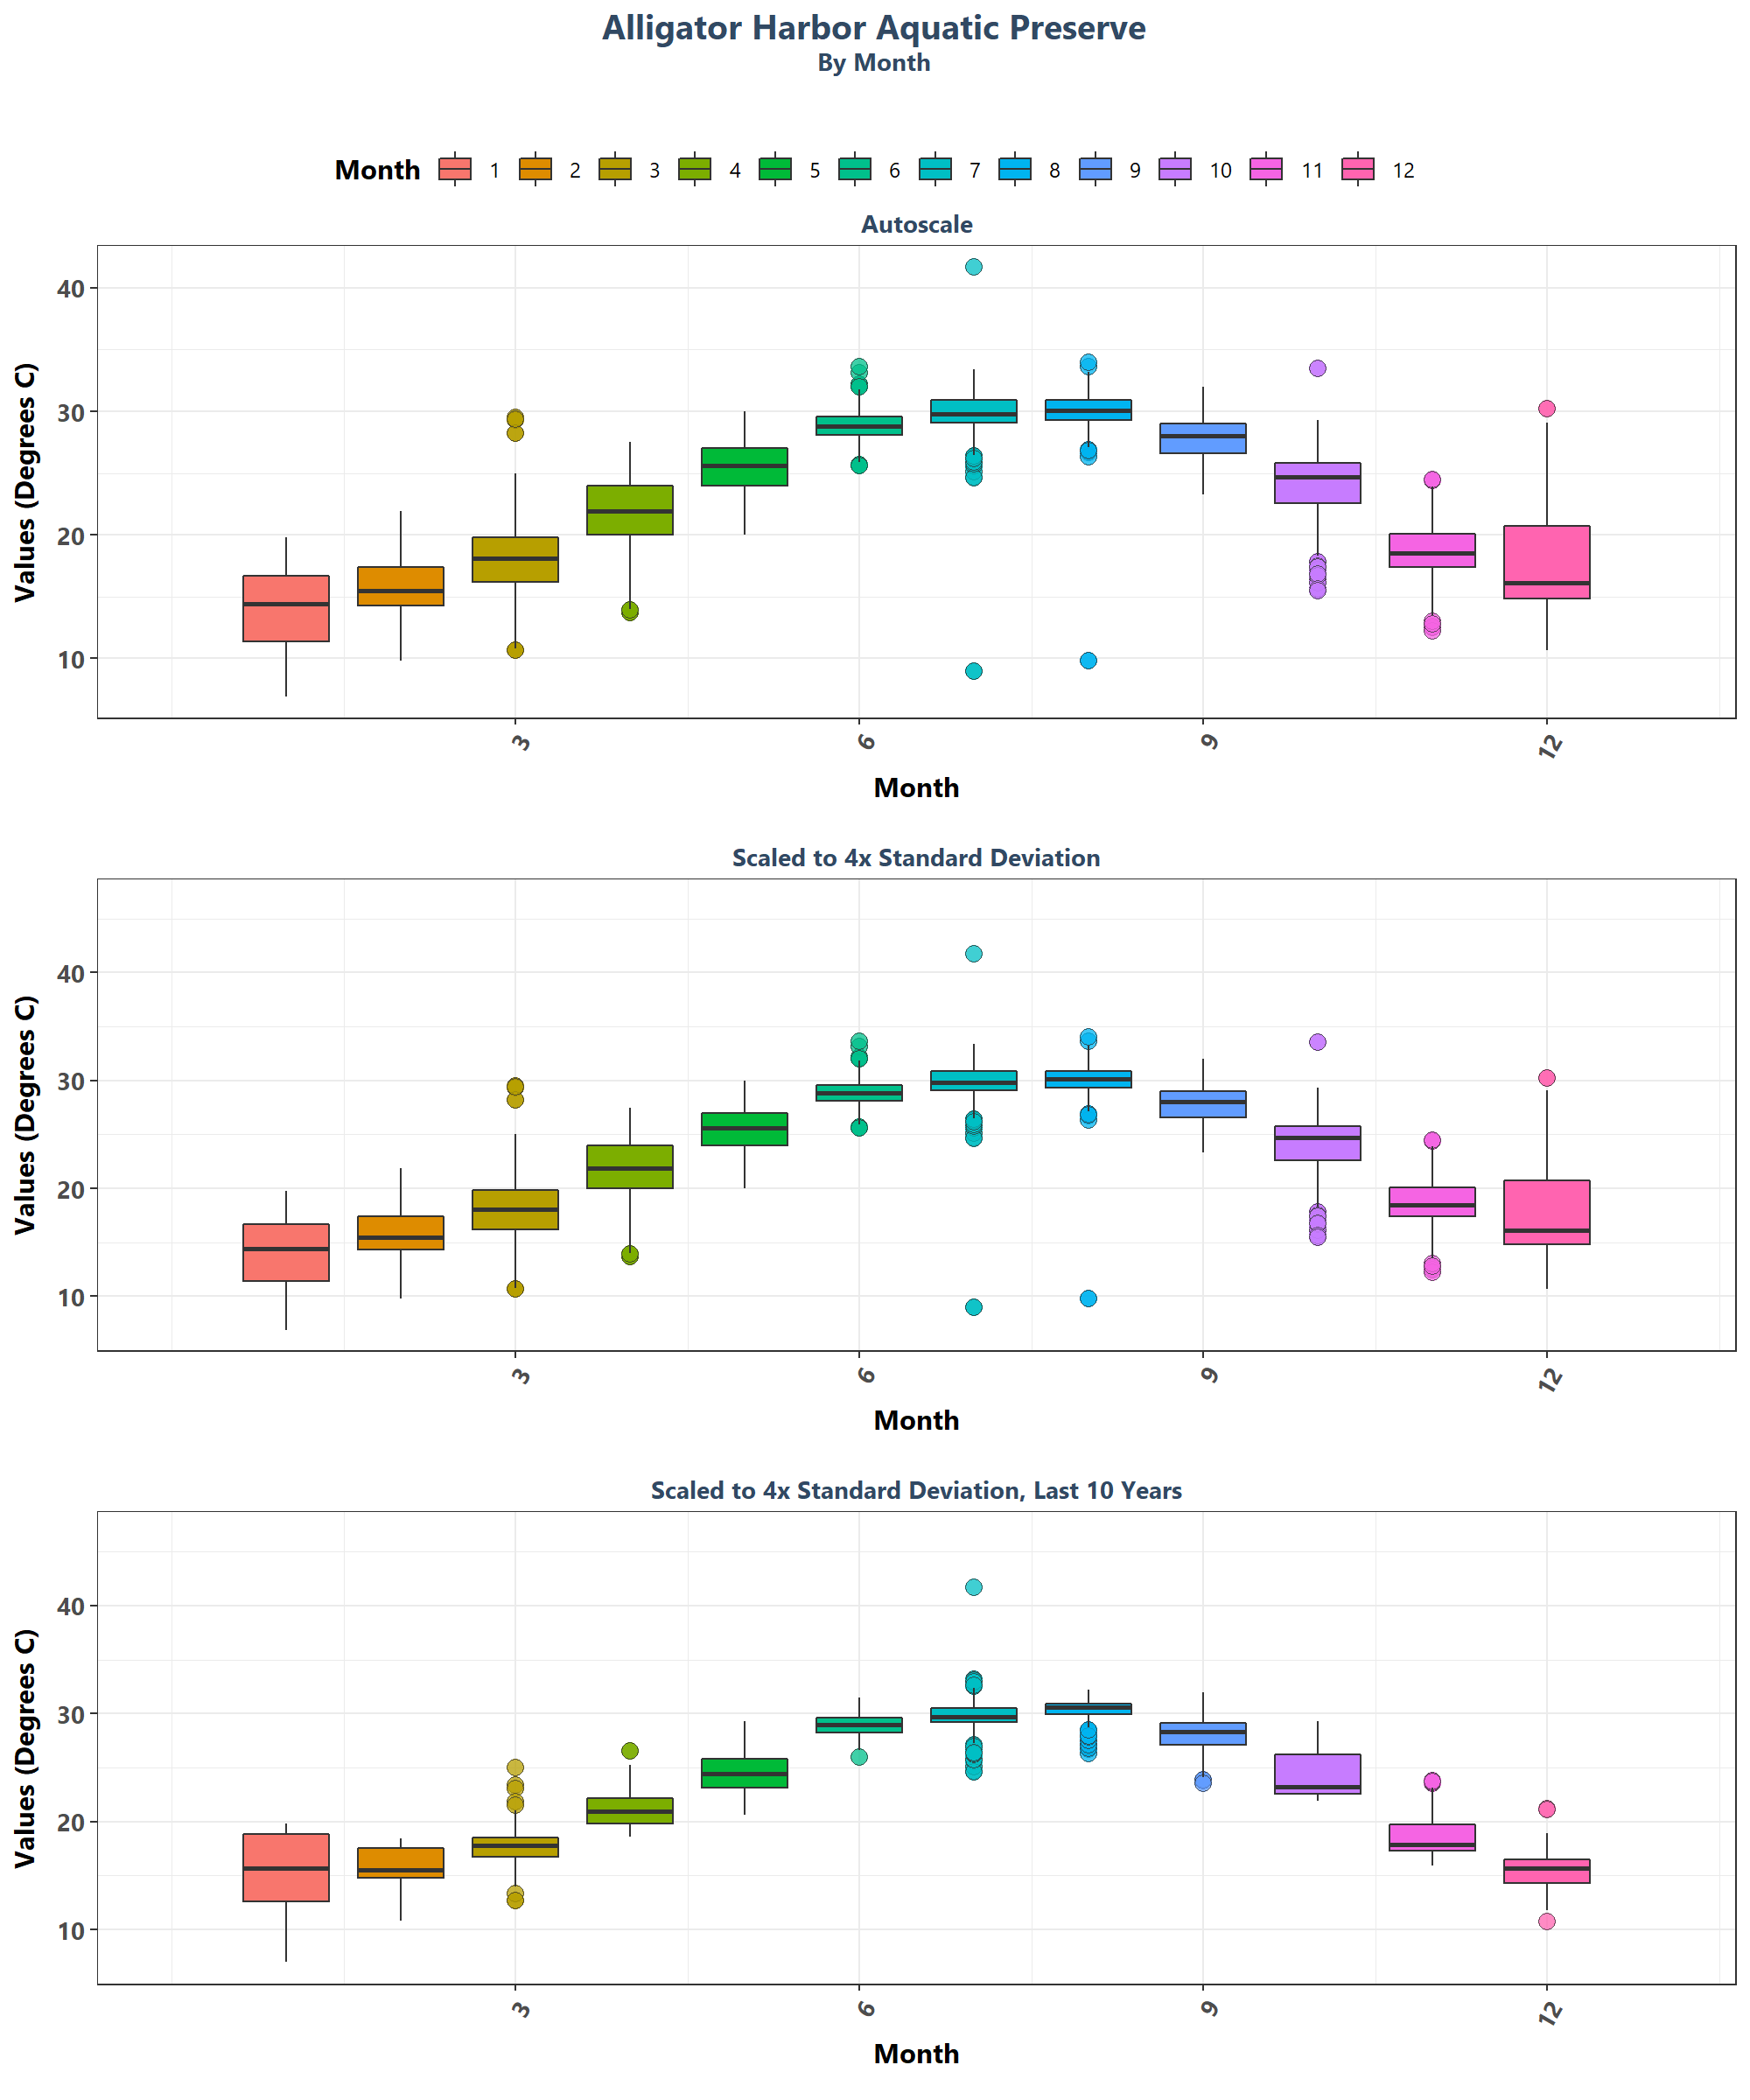 Alligator Harbor Aquatic Preserve
By Month
Month 1 2 3 4 5 6 7 8 9 10 11 12
Autoscale
Values (Degrees C)
40
30
20
10
3 6 9 12
Month
Scaled to 4x Standard Deviation
Values (Degrees C)
40
30
20
10
3 6 9 12
Month
Scaled to 4x Standard Deviation, Last 10 Years
Values (Degrees C)
40
30
20
10
3 6 9 12
Month